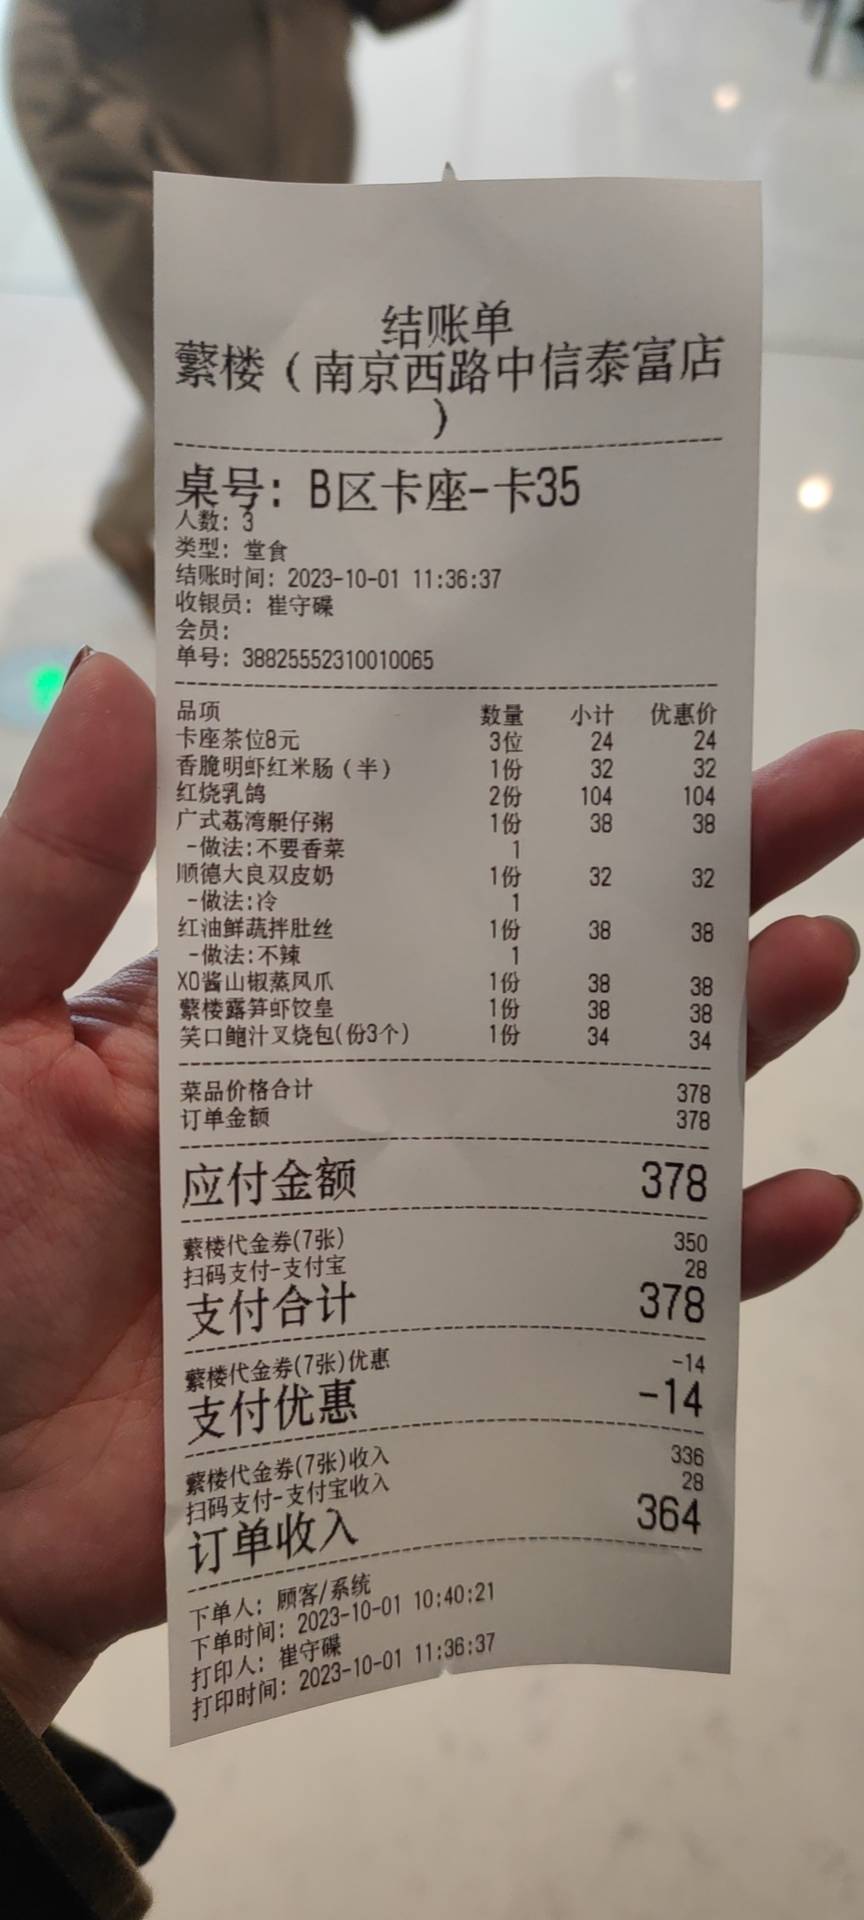 结账单
蘩楼（南京西路中信泰富店
）
桌号: B区卡座-卡35
人数: 3
类型: 堂食
结账时间: 2023-10-01 11:36:37
收银员: 崔守碟
会员:
单号: 38825552310010065
品项 数量 小计 优惠价
卡座茶位8元 3位 24 24
香脆明虾红米肠（半） 1份 32 32
红烧乳鸽 2份 104 104
广式荔湾艇仔粥 1份 38 38
-做法:不要香菜 1
顺德大良双皮奶 1份 32 32
-做法:冷 1
红油鲜蔬拌肚丝 1份 38 38
-做法:不辣 1
XO酱山椒蒸凤爪 1份 38 38
蘩楼露笋虾饺皇 1份 38 38
笑口鲍汁叉烧包(份3个) 1份 34 34
菜品价格合计 378
订单金额 378
应付金额 378
蘩楼代金券(7张) 350
扫码支付-支付宝 28
支付合计 378
蘩楼代金券(7张)优惠 -14
支付优惠 -14
蘩楼代金券(7张)收入 336
扫码支付-支付宝收入 28
订单收入 364
下单人: 顾客/系统
下单时间: 2023-10-01 10:40:21
打印人: 崔守碟
打印时间: 2023-10-01 11:36:37